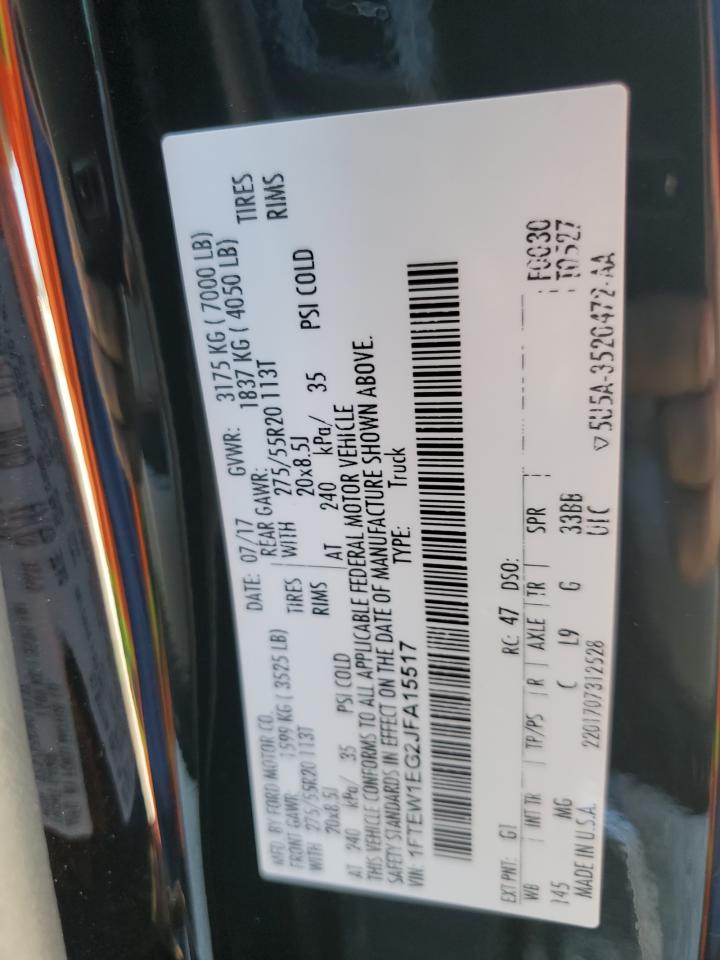 MFD. BY FORD MOTOR CO.
DATE: 07/17 GVWR: 3175 KG ( 7000 LB)
FRONT GAWR: 1599 KG ( 3525 LB) REAR GAWR: 1837 KG ( 4050 LB)
WITH 275/55R20 113T TIRES WITH 275/55R20 113T TIRES
20x8.5J RIMS 20x8.5J RIMS
AT 240 kPa/ 35 PSI COLD AT 240 kPa/ 35 PSI COLD
THIS VEHICLE CONFORMS TO ALL APPLICABLE FEDERAL MOTOR VEHICLE
SAFETY STANDARDS IN EFFECT ON THE DATE OF MANUFACTURE SHOWN ABOVE.
VIN: 1FTEW1EG2JFA15517 TYPE: Truck
EXT PNT: G1 RC: 47 DSO: F0030
WB INT TR TP/PS R AXLE TR SPR T0527
145 MG C L9 G 33BB
UIC
MADE IN U.S.A. 2201707312528 ▽5U5A-3520472-AA